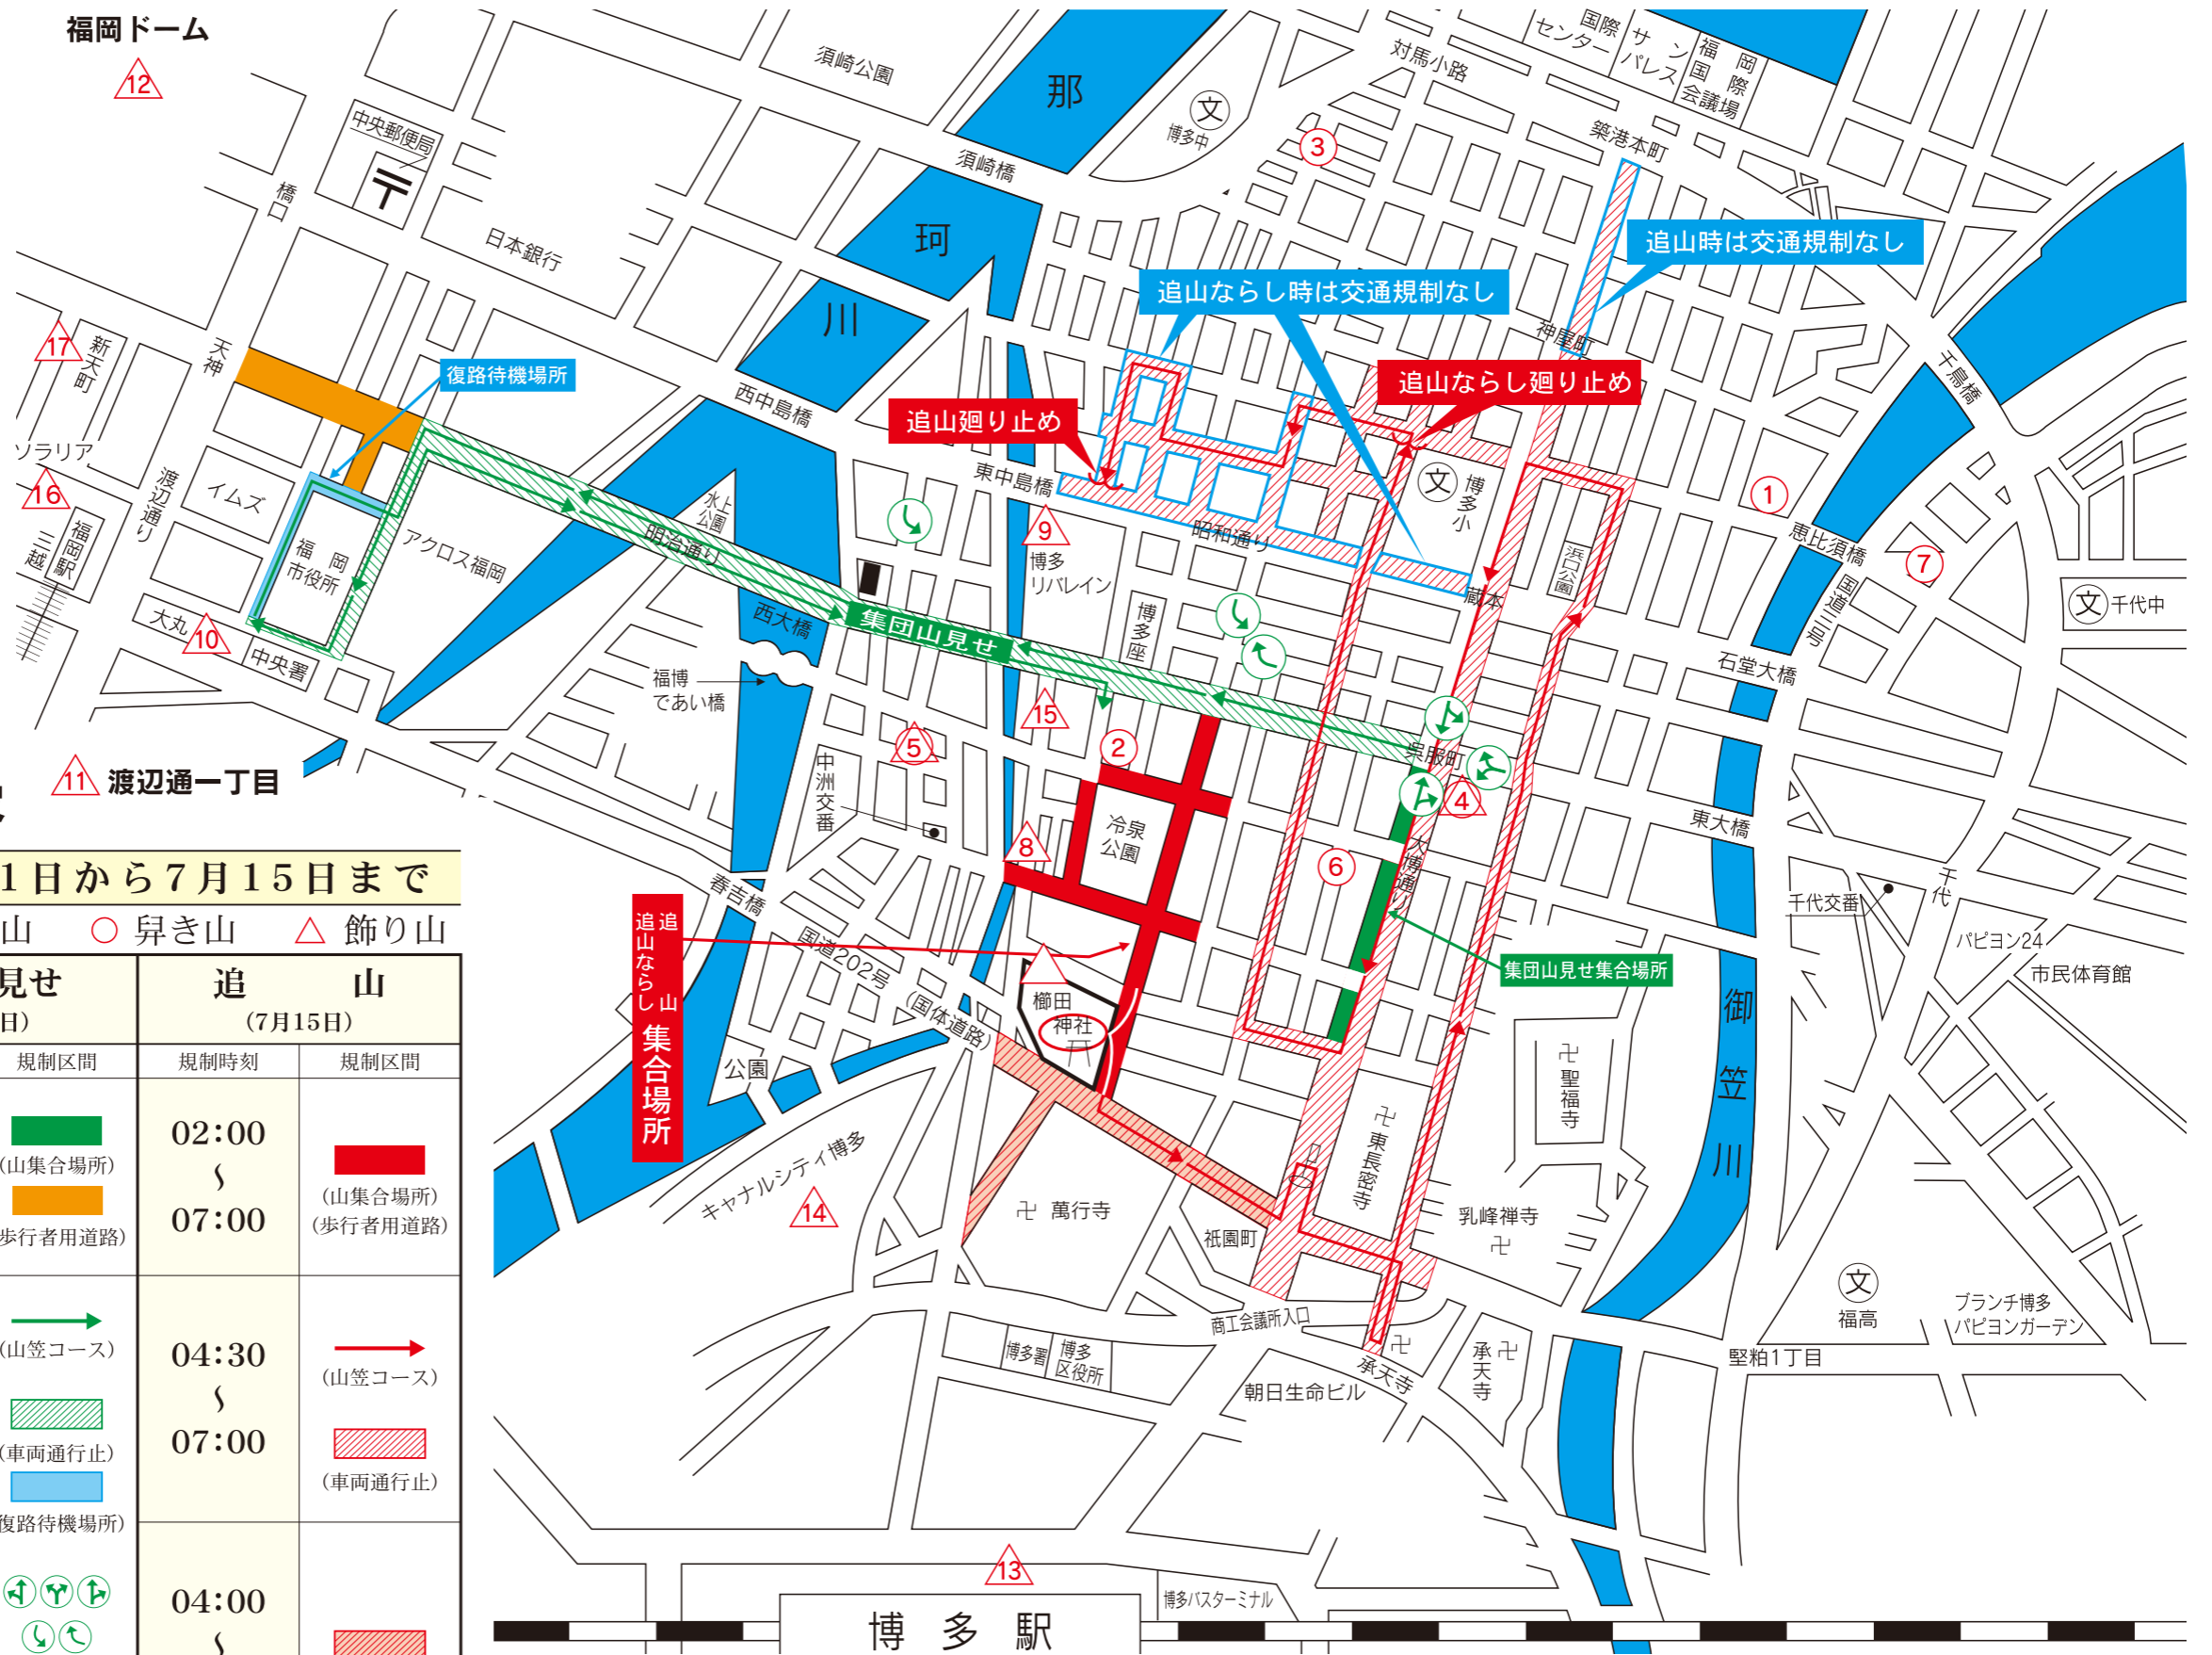 福岡ドーム
12
須崎公園
那
文
博多中
対馬小路
国際
センター
サン
パレス
福岡
国際
会議場
築港本町
3
中央郵便局
〒
須崎橋
橋口
日本銀行
珂
川
追山時は交通規制なし
追山ならし時は交通規制なし
神屋町
17
新天町
天神
復路待機場所
西中島橋
追山廻り止め
追山ならし廻り止め
千鳥橋
ソラリア
16
渡辺通り
イムズ
福岡駅
三越
福岡
市役所
アクロス福岡
水上
公園
明治通り
東中島橋
9
博多
リバレイン
昭和通り
文
博多小
蔵本
浜口公園
1
恵比須橋
7
国道三号
文
千代中
大丸
10
中央署
西大橋
集団山見せ
博多座
石堂大橋
福博
であい橋
11
渡辺通一丁目
5
15
2
呉服町
4
中洲交番
8
冷泉
公園
6
大博通り
東大橋
千代交番
千代
パピヨン24
市民体育館
春吉橋
国道202号(国体道路)
追山
追山ならし
集合場所
櫛田
神社
集団山見せ集合場所
御笠川
公園
卍
聖福寺
キャナルシティ博多
14
卍 萬行寺
祇園町
卍
東長密寺
乳峰禅寺
卍
文
福高
ブランチ博多
パピヨンガーデン
商工会議所入口
博多署
博多
区役所
朝日生命ビル
承天寺
卍
承天寺
卍
堅粕1丁目
13
博多バスターミナル
博多駅
1日から7月15日まで
山 ○ 舁き山 △ 飾り山
見せ
日)
追山
(7月15日)
規制区間
規制時刻
規制区間
(山集合場所)
歩行者用道路)
02:00
〜
07:00
(山集合場所)
(歩行者用道路)
(山笠コース)
(車両通行止)
復路待機場所)
04:30
〜
07:00
(山笠コース)
(車両通行止)
04:00
〜